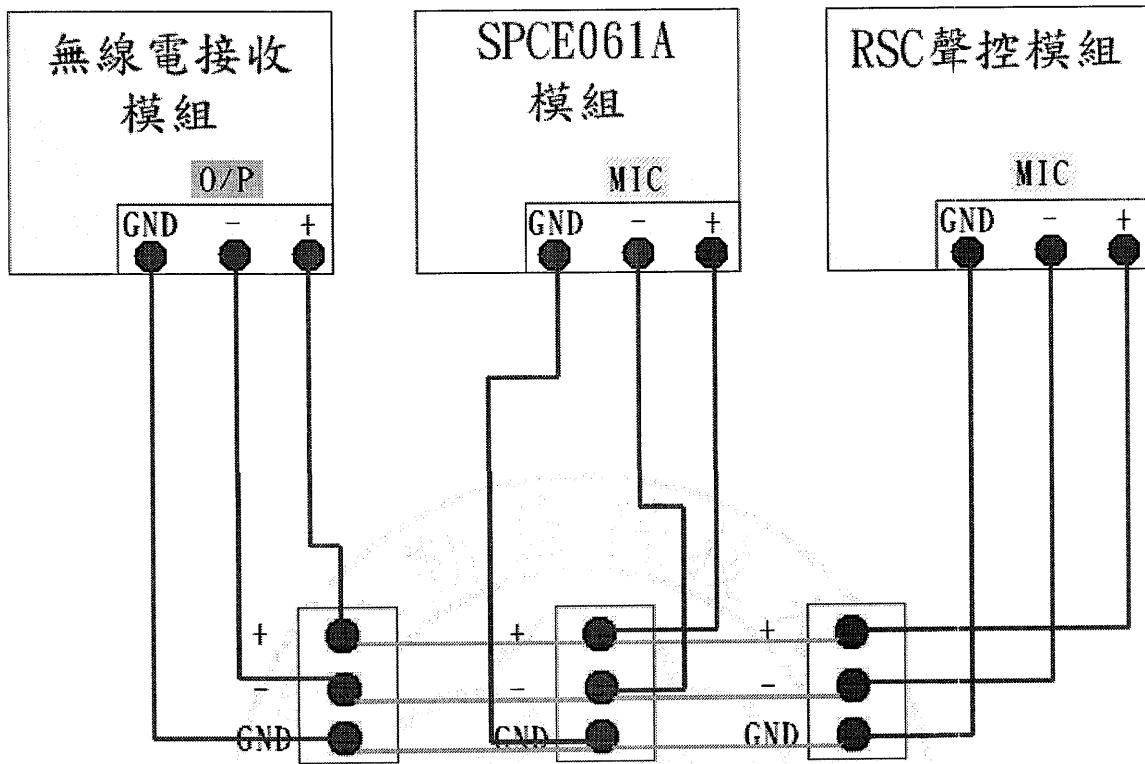 無線電接收
模組
O/P
GND - +
SPCE061A
模組
MIC
- +
RSC聲控模組
MIC
GND - +
+ + +
- - -
GND GND GND